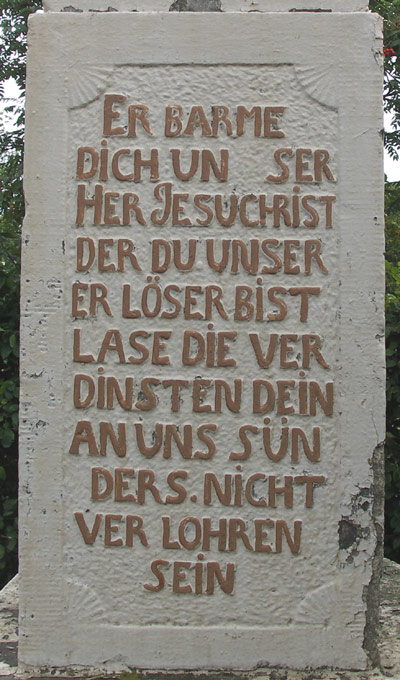 ER BARME
DICH UN SER
HER JESUCHRIST
DER DU UNSER
ER LÖSER BIST
LASE DIE VER
DINSTEN DEIN
AN UNS SÜN
DERS. NICHT
VER LOHREN
SEIN